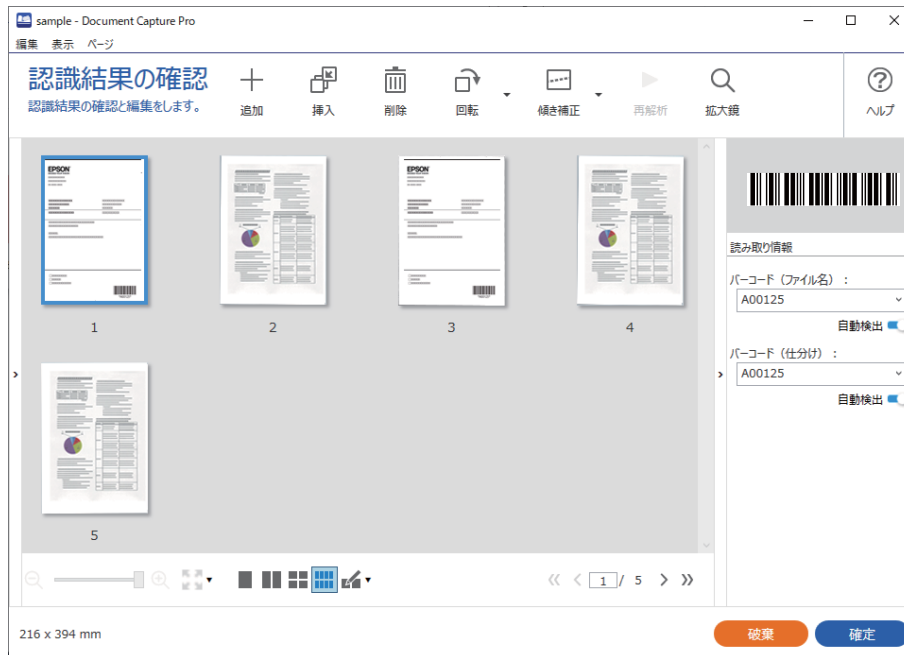 sample - Document Capture Pro
編集 表示 ページ
認識結果の確認
認識結果の確認と編集をします。
追加 挿入 削除 回転 傾き補正 再解析 拡大鏡 ヘルプ
EPSON
EPSON
1 2 3 4
5
読み取り情報
バーコード（ファイル名）：
A00125
自動検出
バーコード（仕分け）：
A00125
自動検出
1 / 5
216 x 394 mm
破棄 確定